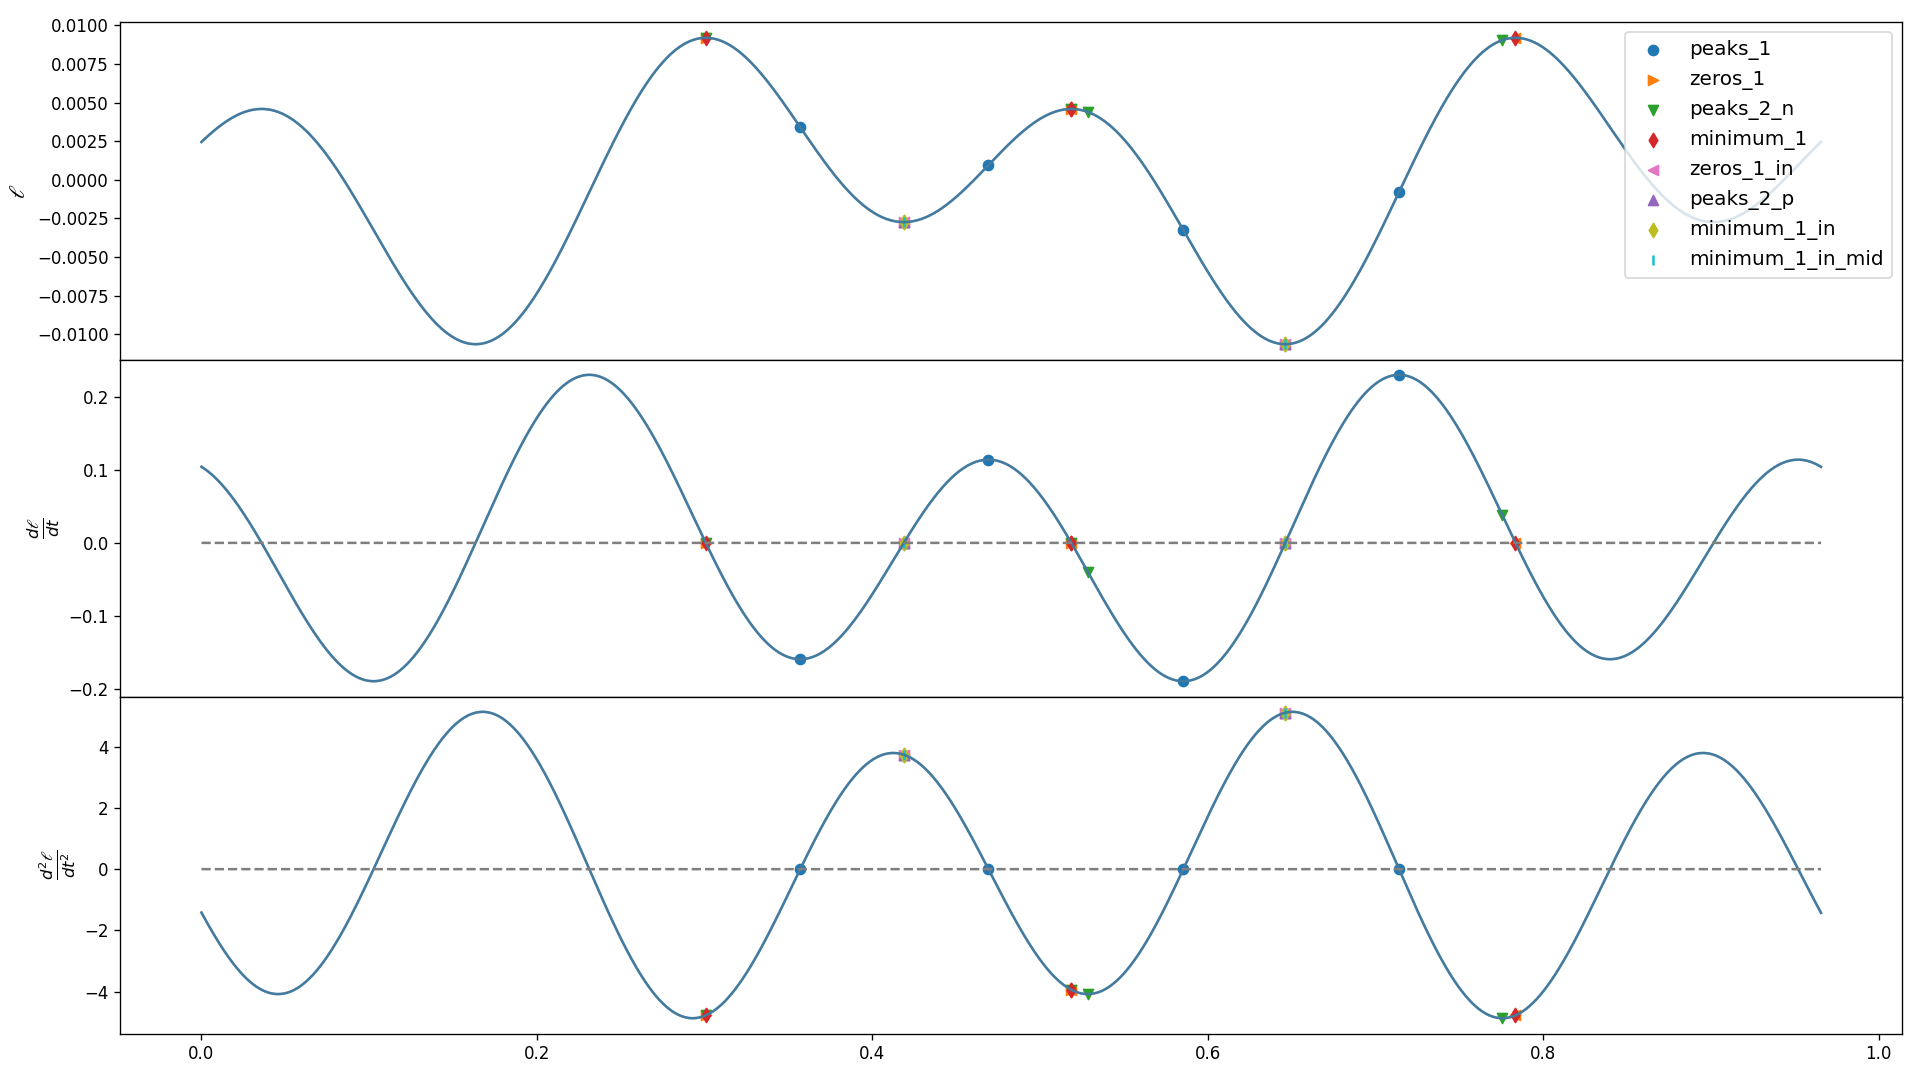 0.0100
0.0075
0.0050
0.0025
0.0000
−0.0025
−0.0050
−0.0075
−0.0100
ℓ
peaks_1
zeros_1
peaks_2_n
minimum_1
zeros_1_in
peaks_2_p
minimum_1_in
minimum_1_in_mid
0.2
0.1
0.0
−0.1
−0.2
dℓ
dt
4
2
0
−2
−4
d²ℓ
dt²
0.0 0.2 0.4 0.6 0.8 1.0